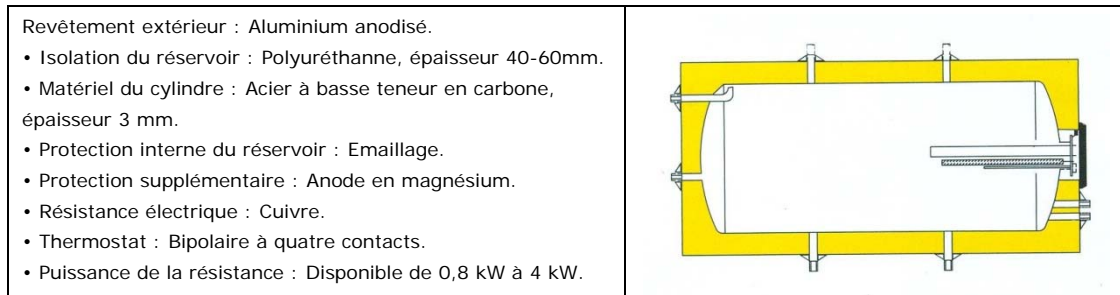 Revêtement extérieur : Aluminium anodisé.
• Isolation du réservoir : Polyuréthanne, épaisseur 40-60mm.
• Matériel du cylindre : Acier à basse teneur en carbone,
épaisseur 3 mm.
• Protection interne du réservoir : Emaillage.
• Protection supplémentaire : Anode en magnésium.
• Résistance électrique : Cuivre.
• Thermostat : Bipolaire à quatre contacts.
• Puissance de la résistance : Disponible de 0,8 kW à 4 kW.